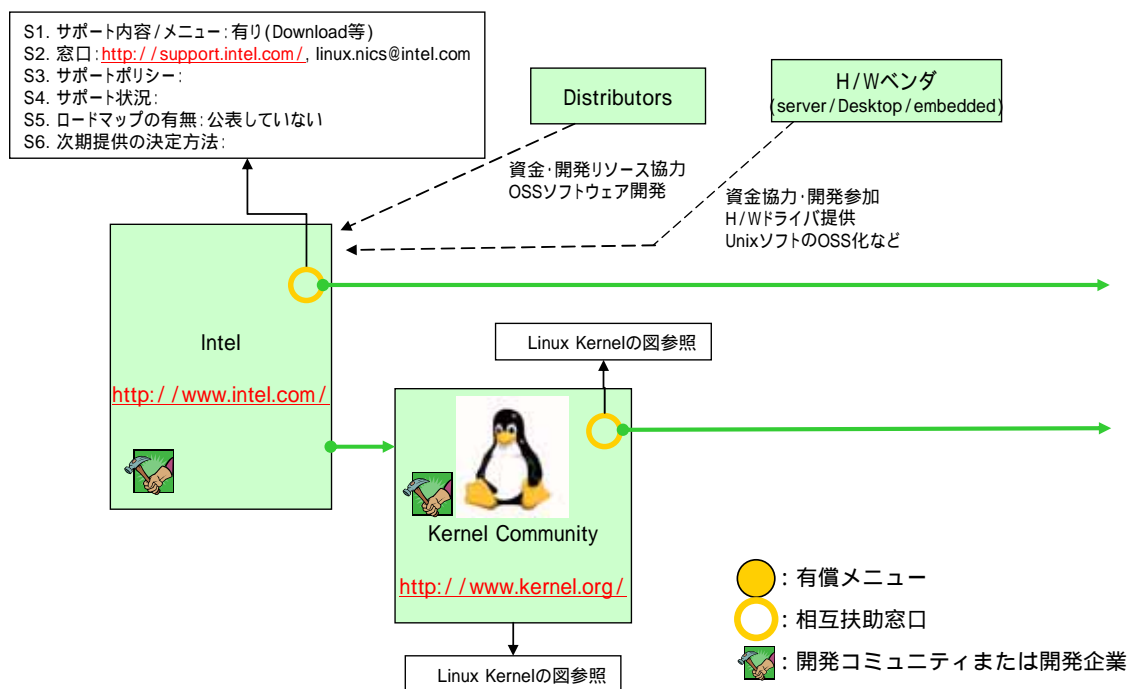 S1. サポート内容/メニュー: 有リ(Download等)
S2. 窓口: http://support.intel.com/, linux.nics@intel.com
S3. サポートポリシー:
S4. サポート状況:
S5. ロードマップの有無: 公表していない
S6. 次期提供の決定方法:
Distributors
H/Wベンダ
(server/Desktop/embedded)
資金・開発リソース協力
OSSソフトウェア開発
資金協力・開発参加
H/Wドライバ提供
UnixソフトのOSS化など
Intel
http://www.intel.com/
Linux Kernelの図参照
Kernel Community
http://www.kernel.org/
Linux Kernelの図参照
: 有償メニュー
: 相互扶助窓口
: 開発コミュニティまたは開発企業